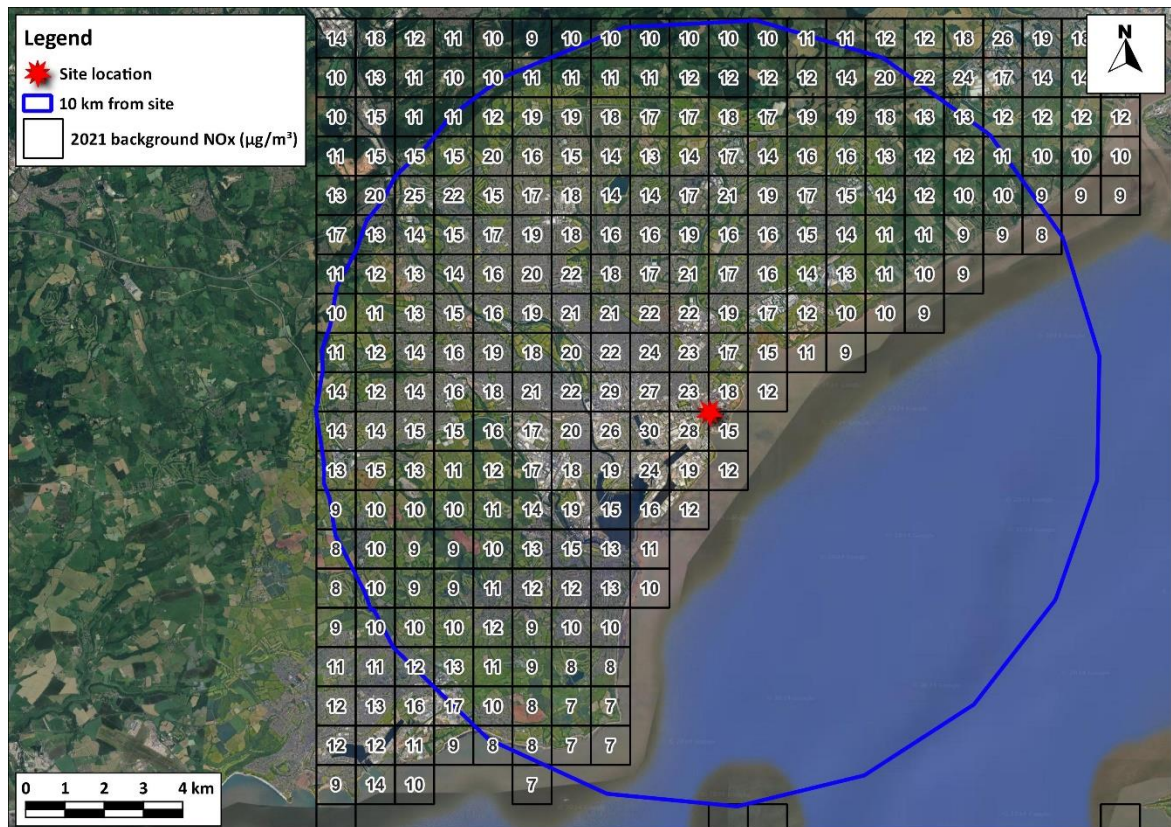 Legend
Site location
10 km from site
2021 background NOx (µg/m³)
N
14 18 12 11 10 9 10 10 10 10 10 10 11 11 12 12 18 26 19
10 13 11 10 10 11 11 11 11 12 12 12 12 14 20 22 24 17 14
10 15 11 11 12 19 19 18 17 17 18 17 19 19 18 13 13 12 12 12 12
11 15 15 15 20 16 15 14 13 14 17 14 16 16 13 12 12 11 10 10 10
13 20 25 22 15 17 18 14 14 17 21 19 17 15 14 12 10 10 9 9 9
17 13 14 15 17 19 18 16 16 19 16 16 15 14 11 11 9 9 8
11 12 13 14 16 20 22 18 17 21 17 16 14 13 11 10 9
10 11 13 15 16 19 21 21 22 22 19 17 12 10 10 9
11 12 14 16 19 18 20 22 24 23 17 15 11 9
14 12 14 16 18 21 22 29 27 23 18 12
14 14 15 15 16 17 20 26 30 28 15
13 15 13 11 12 17 18 19 24 19 12
9 10 10 10 11 14 19 15 16 12
8 10 9 9 10 13 15 13 11
8 10 9 9 11 12 12 13 10
9 10 10 10 12 9 10 10
11 11 12 13 11 9 8 8
12 13 16 17 10 8 7 7
12 12 11 9 8 8 7 7
9 14 10 7
0 1 2 3 4 km